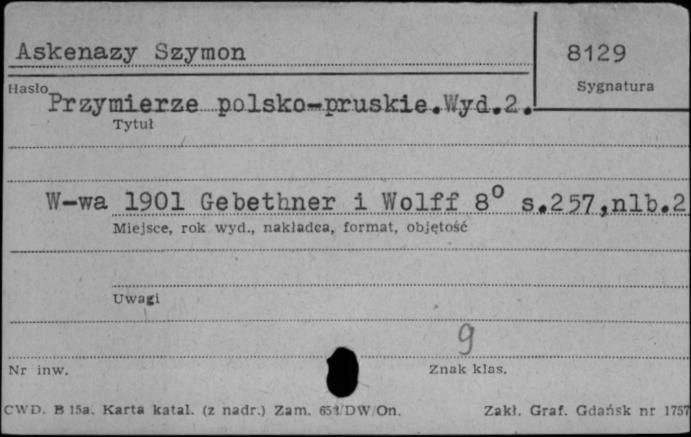 Askenazy Szymon
8129
Hasło
Sygnatura
Przymierze polsko-pruskie.Wyd.2.
Tytuł
W-wa 1901 Gebethner i Wolff 8° s.257,nlb.2
Miejsce, rok wyd., nakładca, format, objętość
Uwagi
9
Nr inw.
Znak klas.
CWD. B 15a. Karta katal. (z nadr.) Zam. /DW/On.
Zakł. Graf. Gdańsk nr 1757